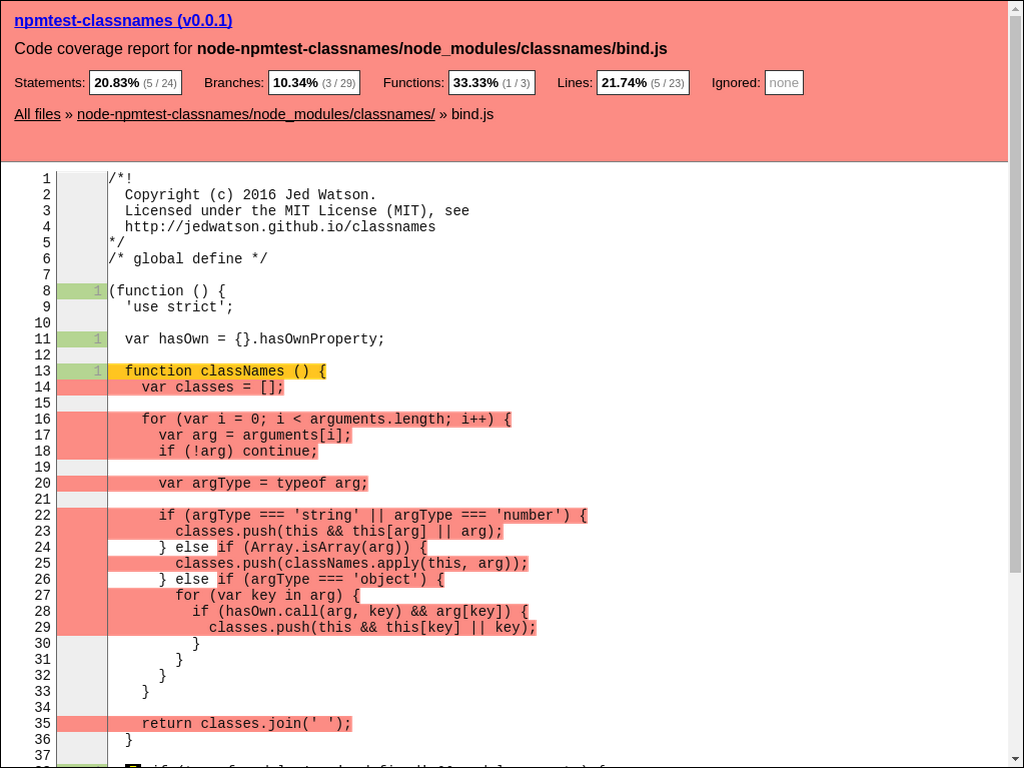 npmtest-classnames (v0.0.1)
Code coverage report for node-npmtest-classnames/node_modules/classnames/bind.js
Statements: 20.83% (5 / 24) Branches: 10.34% (3 / 29) Functions: 33.33% (1 / 3) Lines: 21.74% (5 / 23) Ignored: none
All files » node-npmtest-classnames/node_modules/classnames/ » bind.js
1 /*!
2 Copyright (c) 2016 Jed Watson.
3 Licensed under the MIT License (MIT), see
4 http://jedwatson.github.io/classnames
5 */
6 /* global define */
7
8 1 (function () {
9 'use strict';
10
11 1 var hasOwn = {}.hasOwnProperty;
12
13 1 function classNames () {
14 var classes = [];
15
16 for (var i = 0; i < arguments.length; i++) {
17 var arg = arguments[i];
18 if (!arg) continue;
19
20 var argType = typeof arg;
21
22 if (argType === 'string' || argType === 'number') {
23 classes.push(this && this[arg] || arg);
24 } else if (Array.isArray(arg)) {
25 classes.push(classNames.apply(this, arg));
26 } else if (argType === 'object') {
27 for (var key in arg) {
28 if (hasOwn.call(arg, key) && arg[key]) {
29 classes.push(this && this[key] || key);
30 }
31 }
32 }
33 }
34
35 return classes.join(' ');
36 }
37